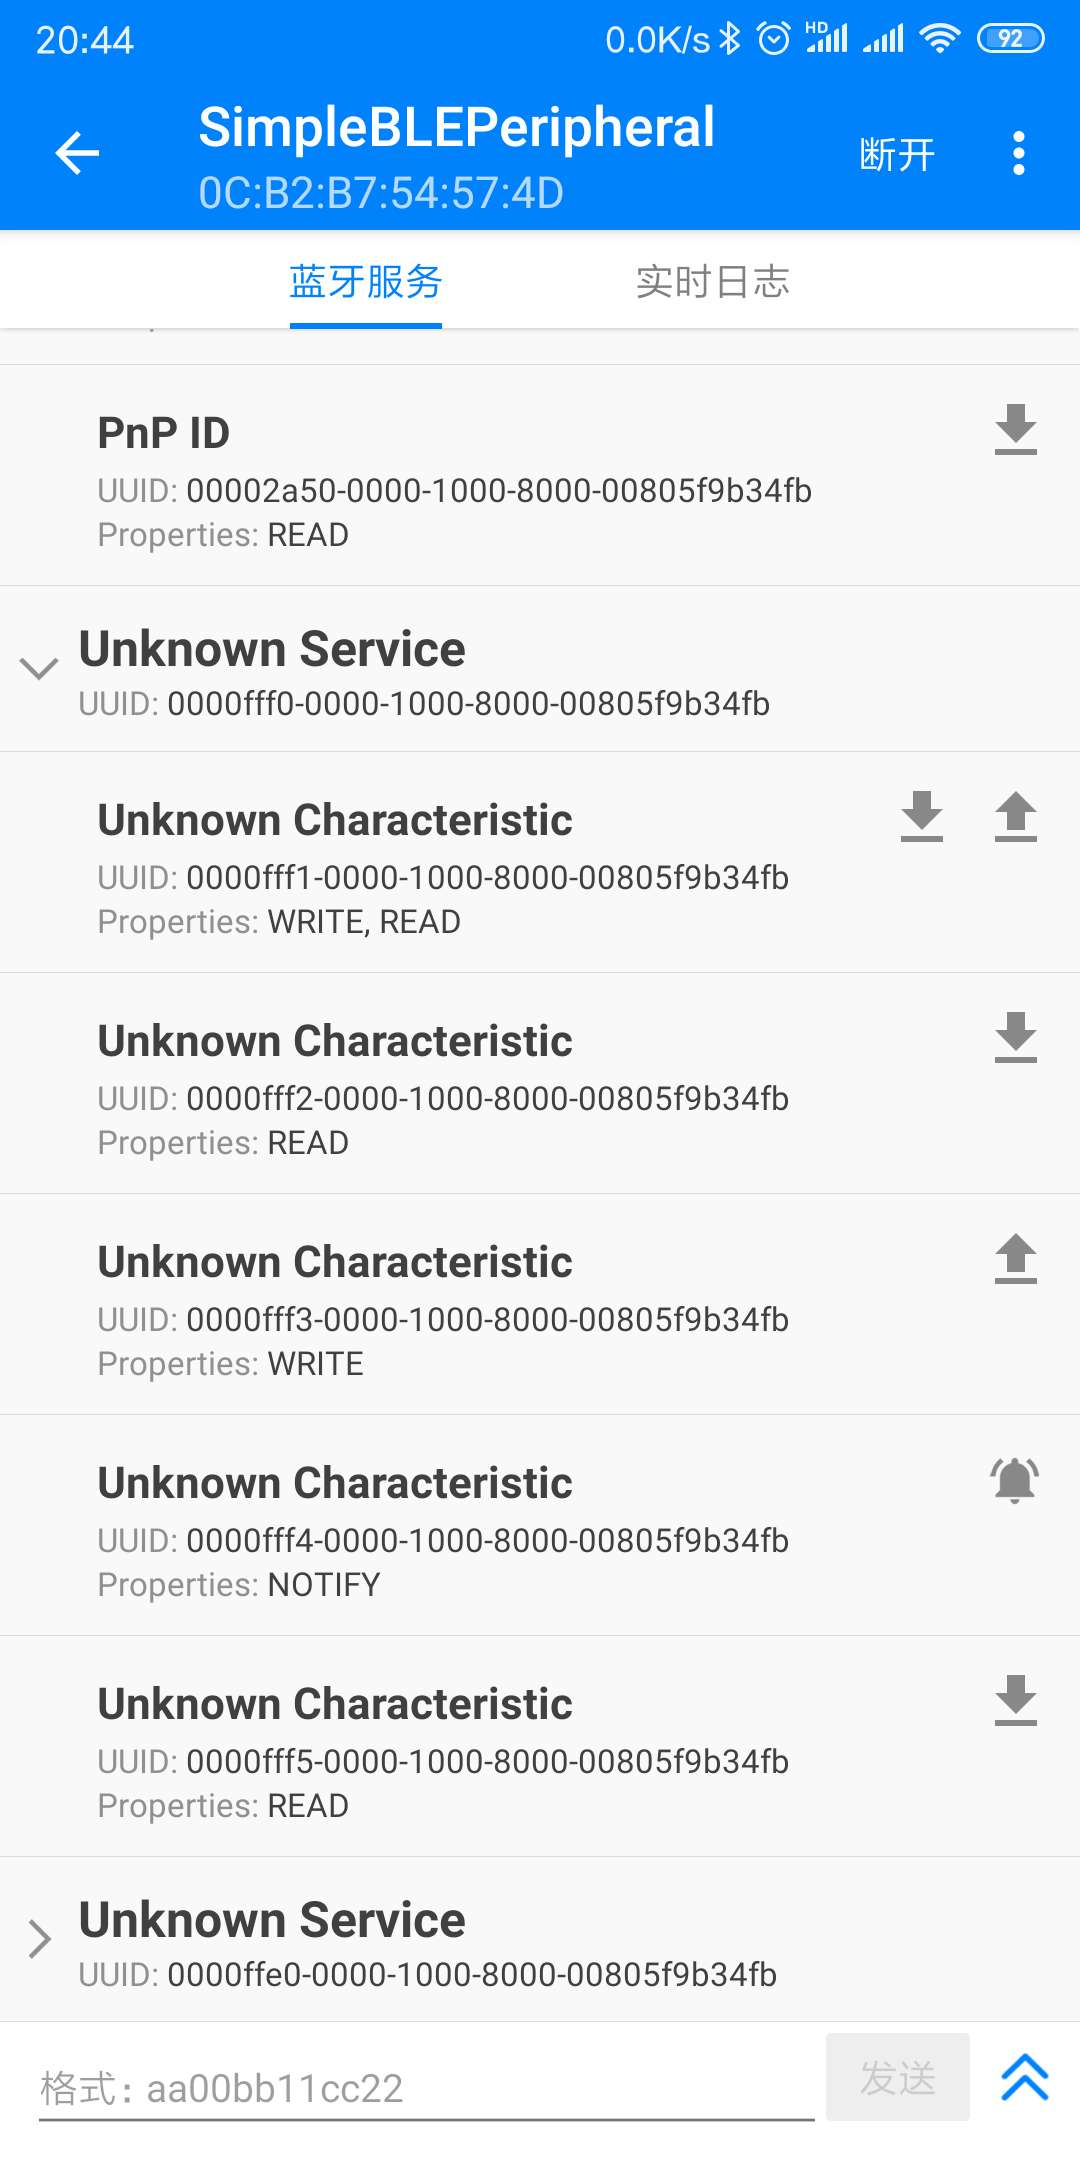 20:44
0.0K/s HD 92
SimpleBLEPeripheral
0C:B2:B7:54:57:4D
断开
蓝牙服务
实时日志
PnP ID
UUID: 00002a50-0000-1000-8000-00805f9b34fb
Properties: READ
Unknown Service
UUID: 0000fff0-0000-1000-8000-00805f9b34fb
Unknown Characteristic
UUID: 0000fff1-0000-1000-8000-00805f9b34fb
Properties: WRITE, READ
Unknown Characteristic
UUID: 0000fff2-0000-1000-8000-00805f9b34fb
Properties: READ
Unknown Characteristic
UUID: 0000fff3-0000-1000-8000-00805f9b34fb
Properties: WRITE
Unknown Characteristic
UUID: 0000fff4-0000-1000-8000-00805f9b34fb
Properties: NOTIFY
Unknown Characteristic
UUID: 0000fff5-0000-1000-8000-00805f9b34fb
Properties: READ
Unknown Service
UUID: 0000ffe0-0000-1000-8000-00805f9b34fb
格式：aa00bb11cc22
发送